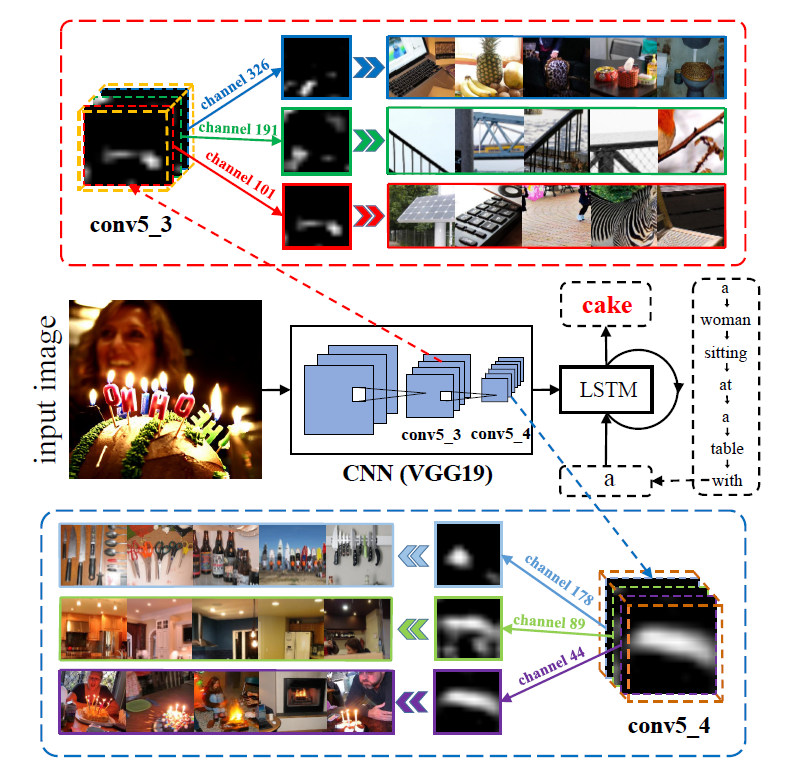 channel 326
channel 191
channel 101
conv5_3
input image
conv5_3
conv5_4
CNN (VGG19)
cake
LSTM
a
a
woman
sitting
at
a
table
with
channel 178
channel 89
channel 44
conv5_4